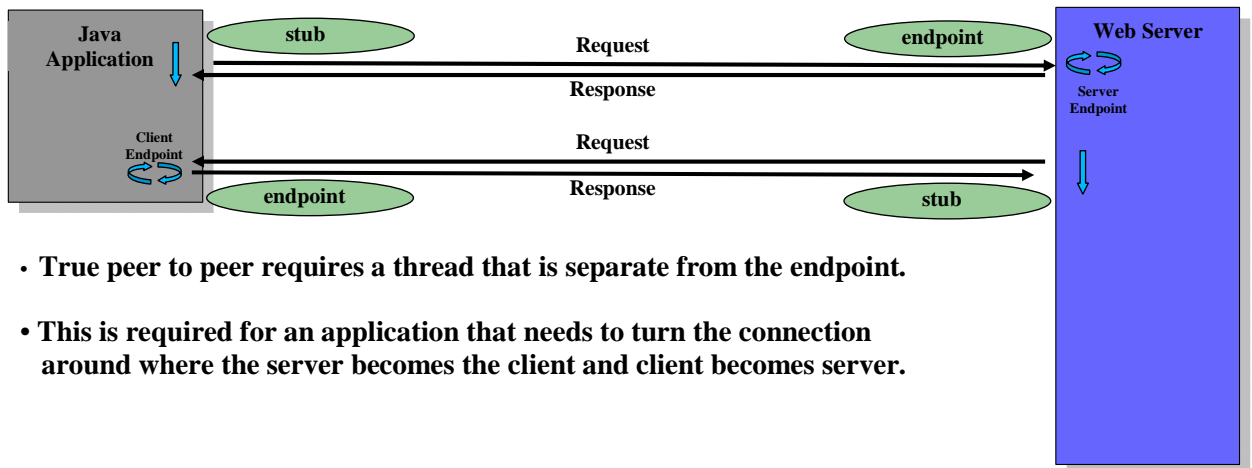 Java
Application
stub
Request
endpoint
Web Server
Response
Server
Endpoint
Client
Endpoint
Request
Response
endpoint
stub
• True peer to peer requires a thread that is separate from the endpoint.
• This is required for an application that needs to turn the connection
around where the server becomes the client and client becomes server.